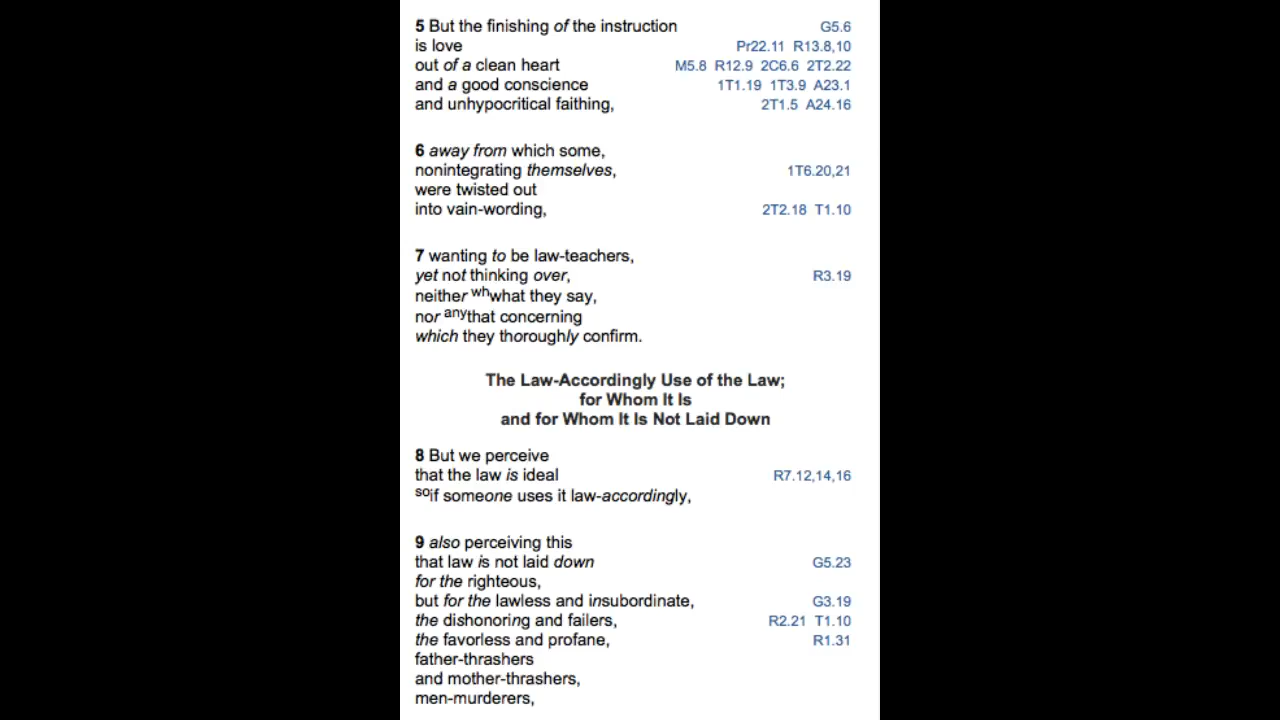 5 But the finishing of the instruction G5.6
is love Pr22.11 R13.8,10
out of a clean heart M5.8 R12.9 2C6.6 2T2.22
and a good conscience 1T1.19 1T3.9 A23.1
and unhypocritical faithing, 2T1.5 A24.16
6 away from which some,
nonintegrating themselves, 1T6.20,21
were twisted out
into vain-wording, 2T2.18 T1.10
7 wanting to be law-teachers,
yet not thinking over, R3.19
neither whwhat they say,
nor anythat concerning
which they thoroughly confirm.
The Law-Accordingly Use of the Law;
for Whom It Is
and for Whom It Is Not Laid Down
8 But we perceive
that the law is ideal R7.12,14,16
soif someone uses it law-accordingly,
9 also perceiving this
that law is not laid down G5.23
for the righteous,
but for the lawless and insubordinate, G3.19
the dishonoring and failers, R2.21 T1.10
the favorless and profane, R1.31
father-thrashers
and mother-thrashers,
men-murderers,